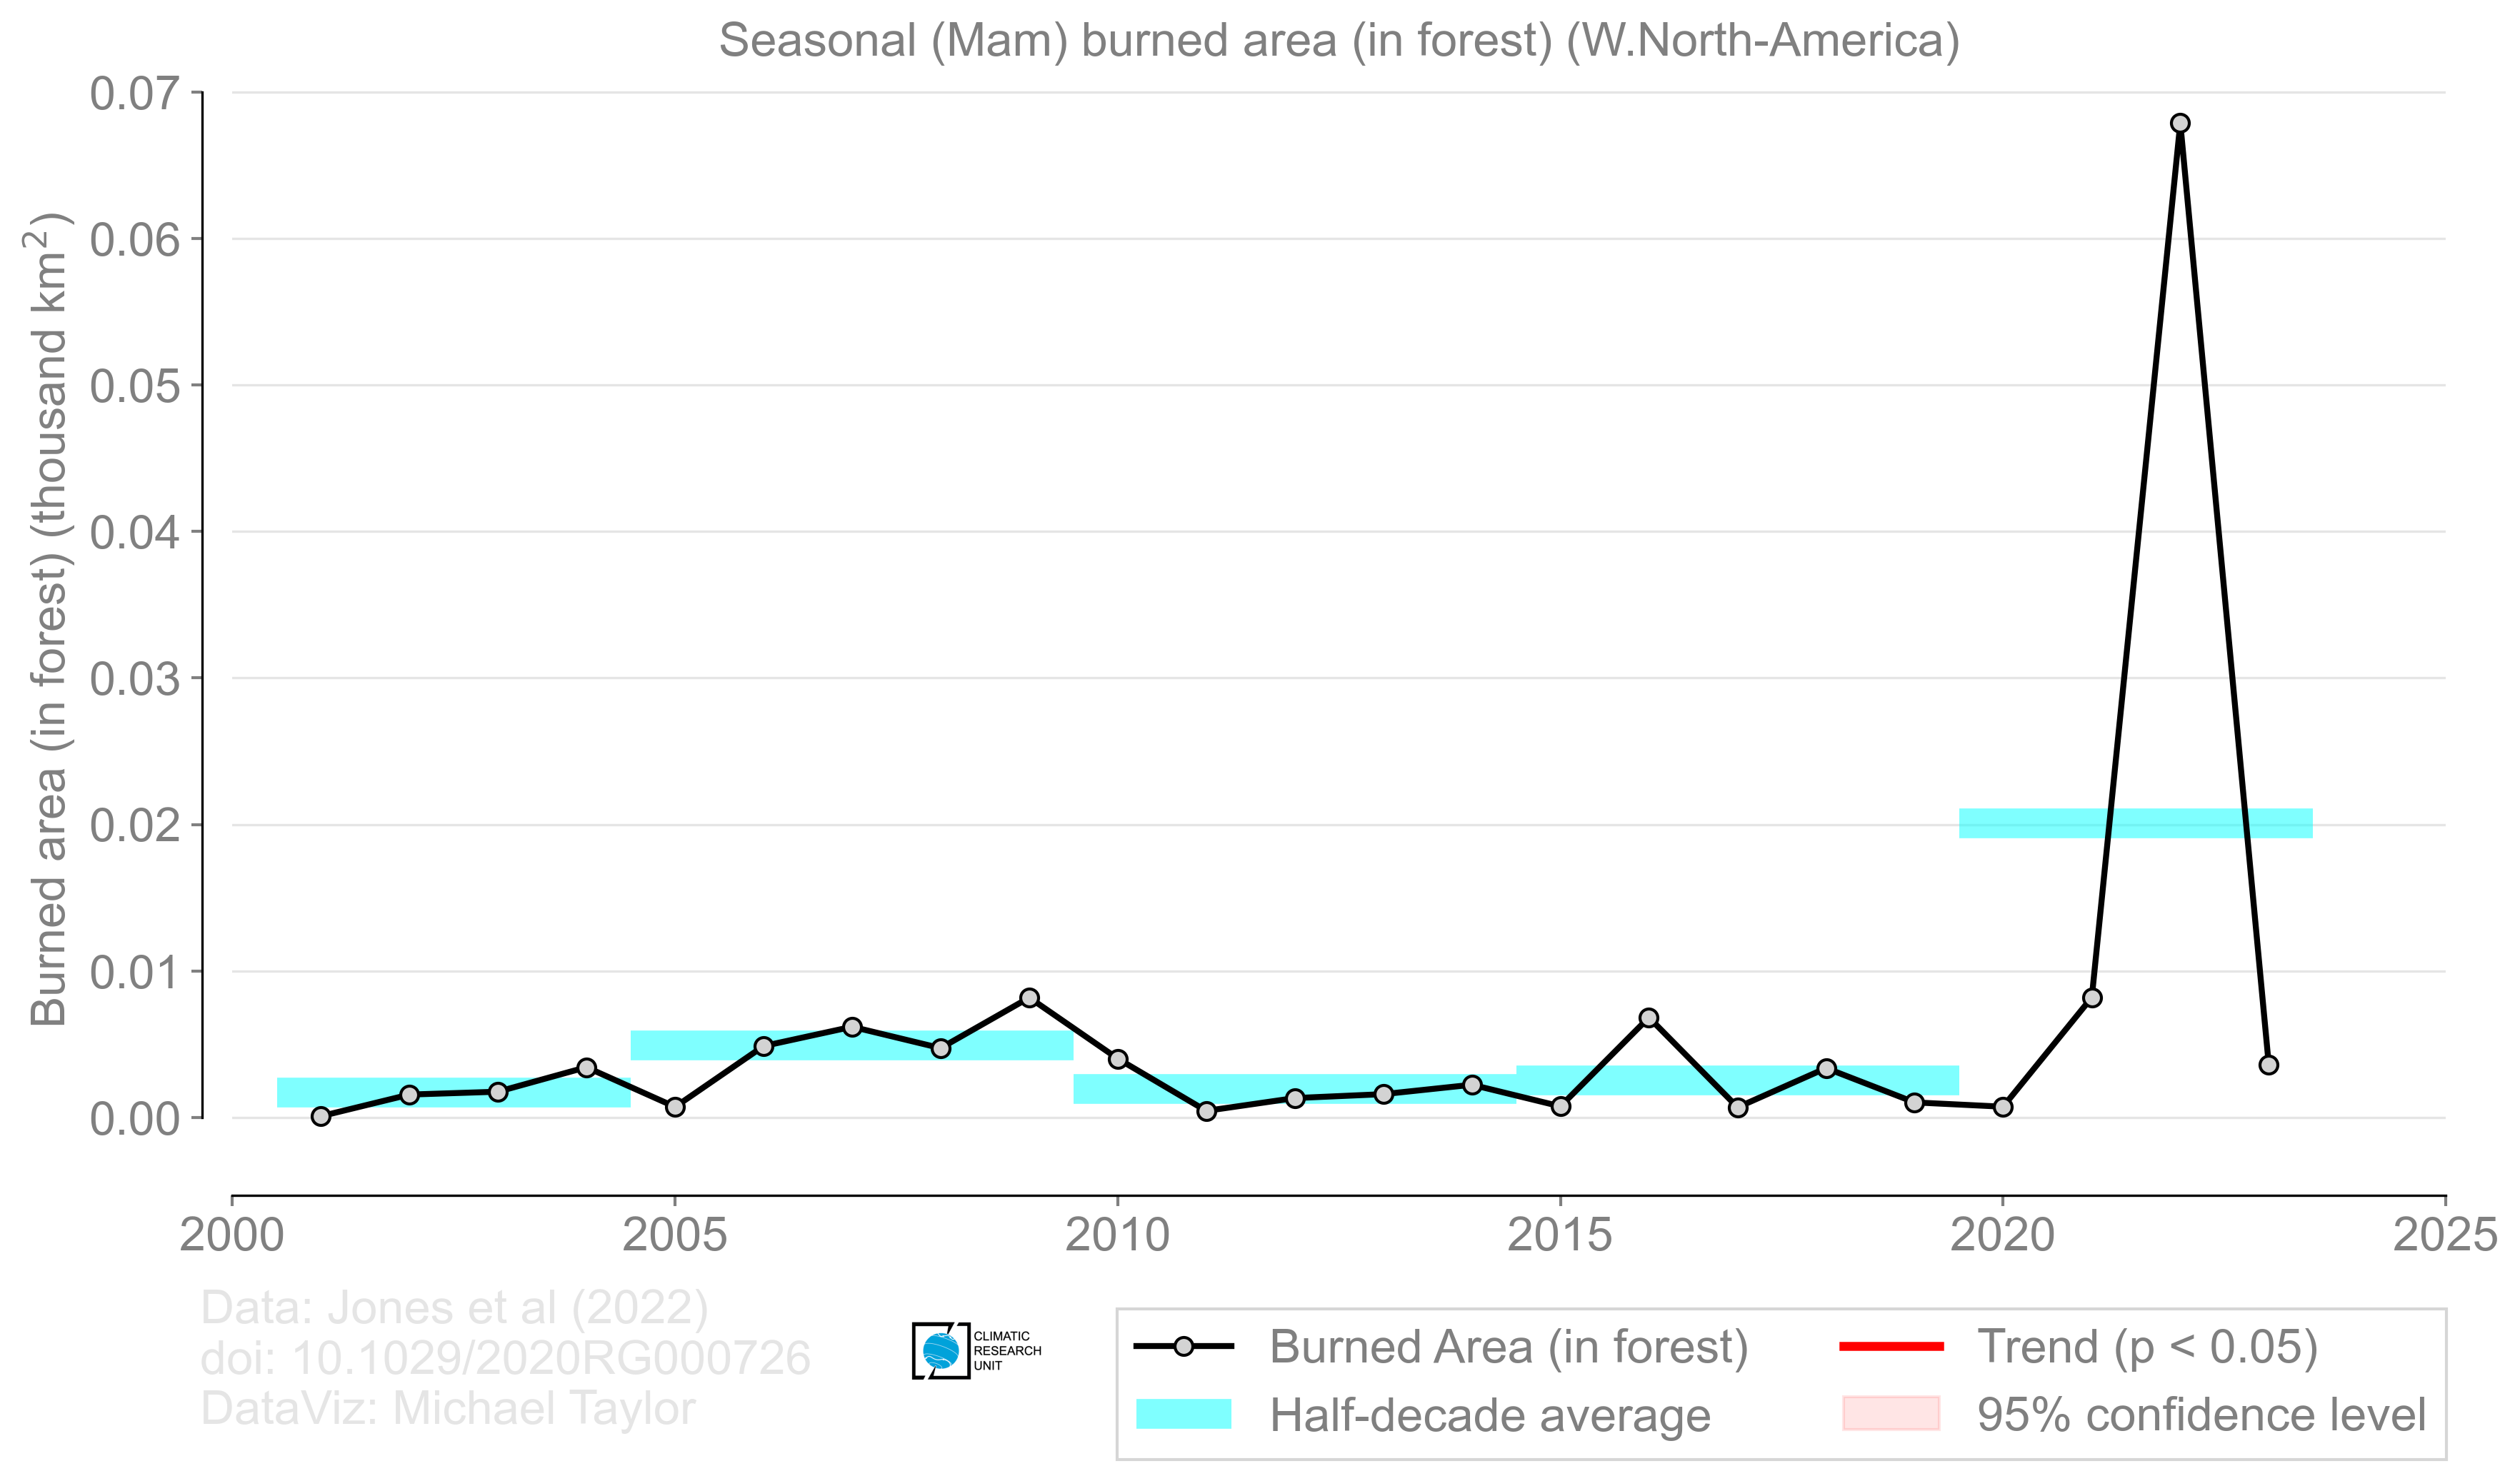 Seasonal (Mam) burned area (in forest) (W.North-America)
Burned area (in forest) (thousand km²)
0.07
0.06
0.05
0.04
0.03
0.02
0.01
0.00
2000
2005
2010
2015
2020
2025
Data: Jones et al (2022)
doi: 10.1029/2020RG000726
DataViz: Michael Taylor
CLIMATIC
RESEARCH
UNIT
Burned Area (in forest)
Half-decade average
Trend (p < 0.05)
95% confidence level